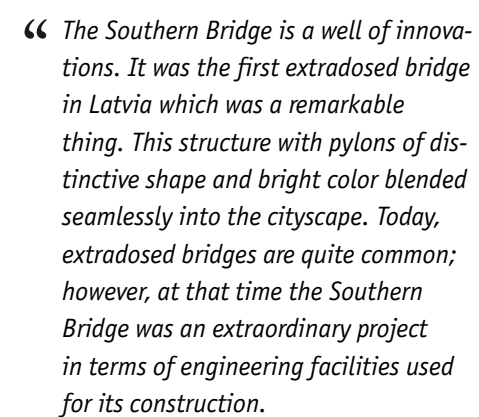 “ The Southern Bridge is a well of innova-
tions. It was the first extradosed bridge
in Latvia which was a remarkable
thing. This structure with pylons of dis-
tinctive shape and bright color blended
seamlessly into the cityscape. Today,
extradosed bridges are quite common;
however, at that time the Southern
Bridge was an extraordinary project
in terms of engineering facilities used
for its construction.